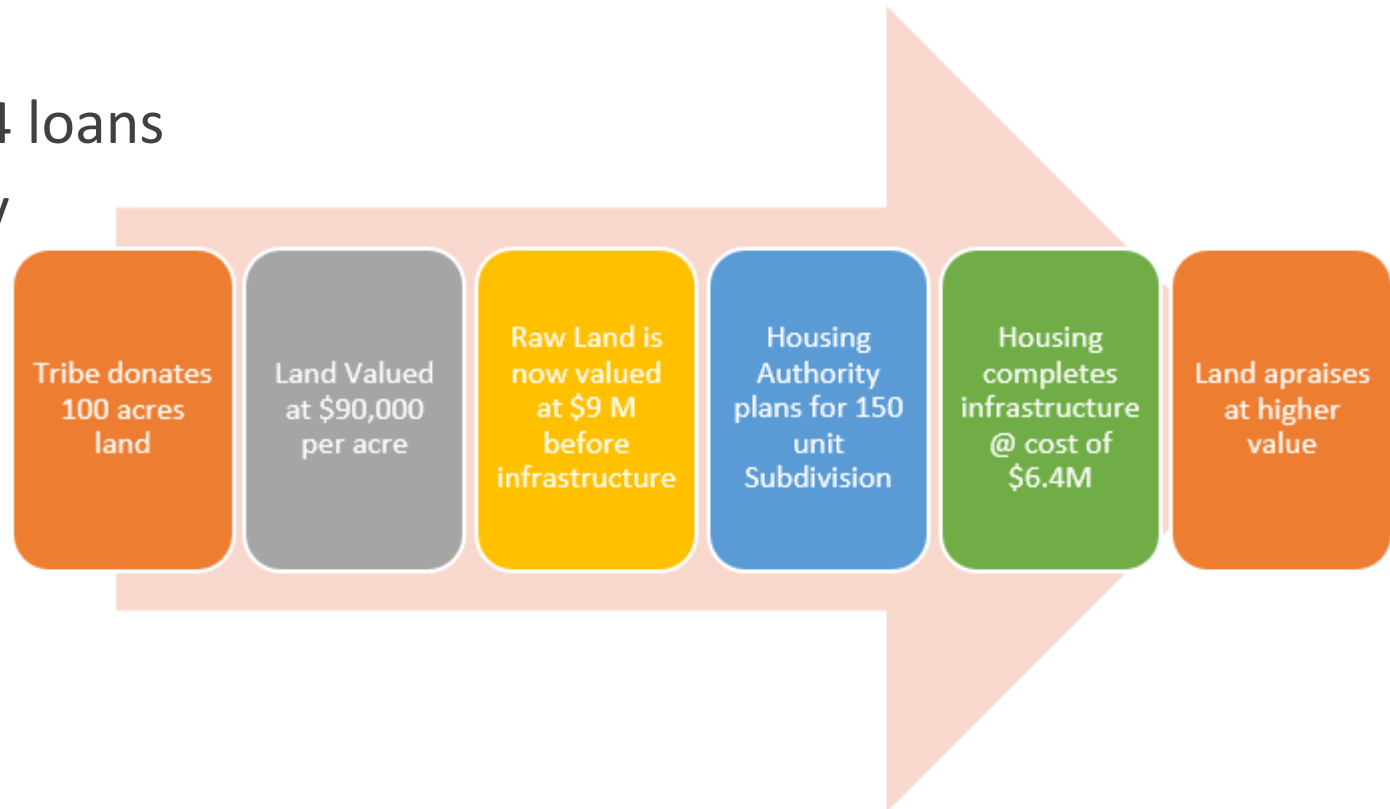 4 loans
Tribe donates
100 acres
land
Land Valued
at $90,000
per acre
Raw Land is
now valued
at $9 M
before
infrastructure
Housing
Authority
plans for 150
unit
Subdivision
Housing
completes
infrastructure
@ cost of
$6.4M
Land apraises
at higher
value